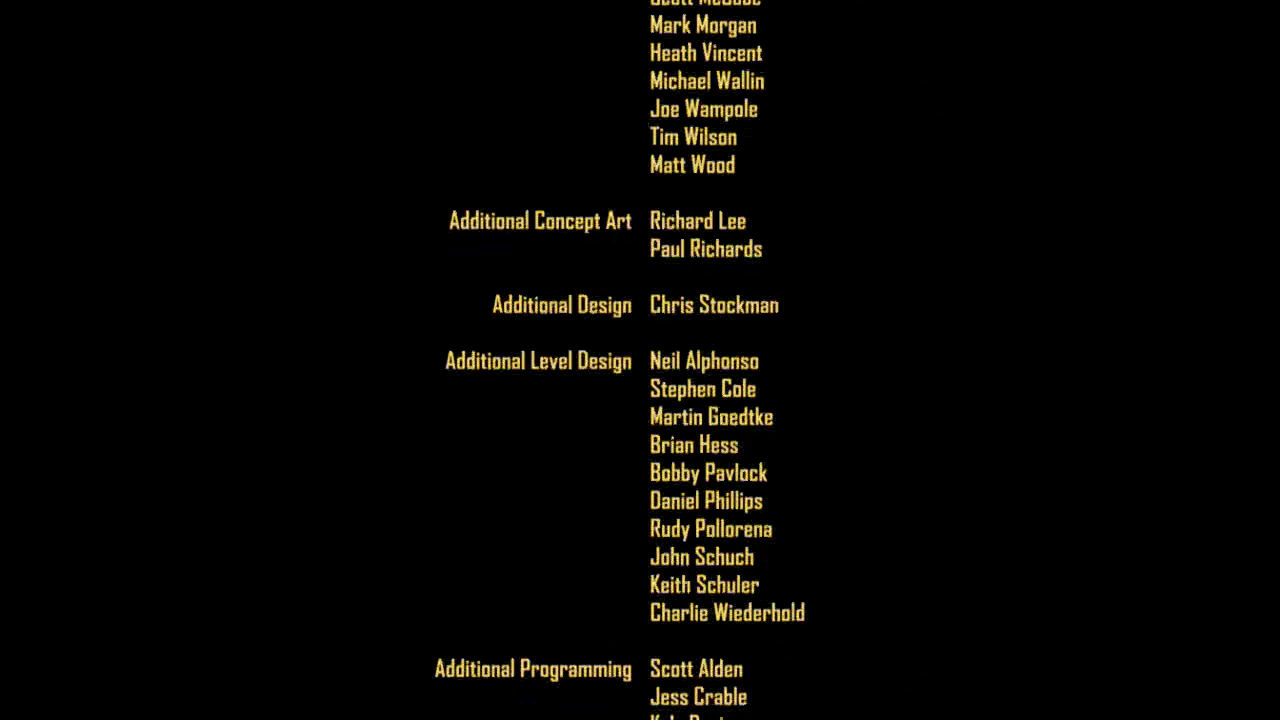 Mark Morgan
Heath Vincent
Michael Wallin
Joe Wampole
Tim Wilson
Matt Wood
Additional Concept Art Richard Lee
Paul Richards
Additional Design Chris Stockman
Additional Level Design Neil Alphonso
Stephen Cole
Martin Goedtke
Brian Hess
Bobby Pavlock
Daniel Phillips
Rudy Pollorena
John Schuch
Keith Schuler
Charlie Wiederhold
Additional Programming Scott Alden
Jess Crable